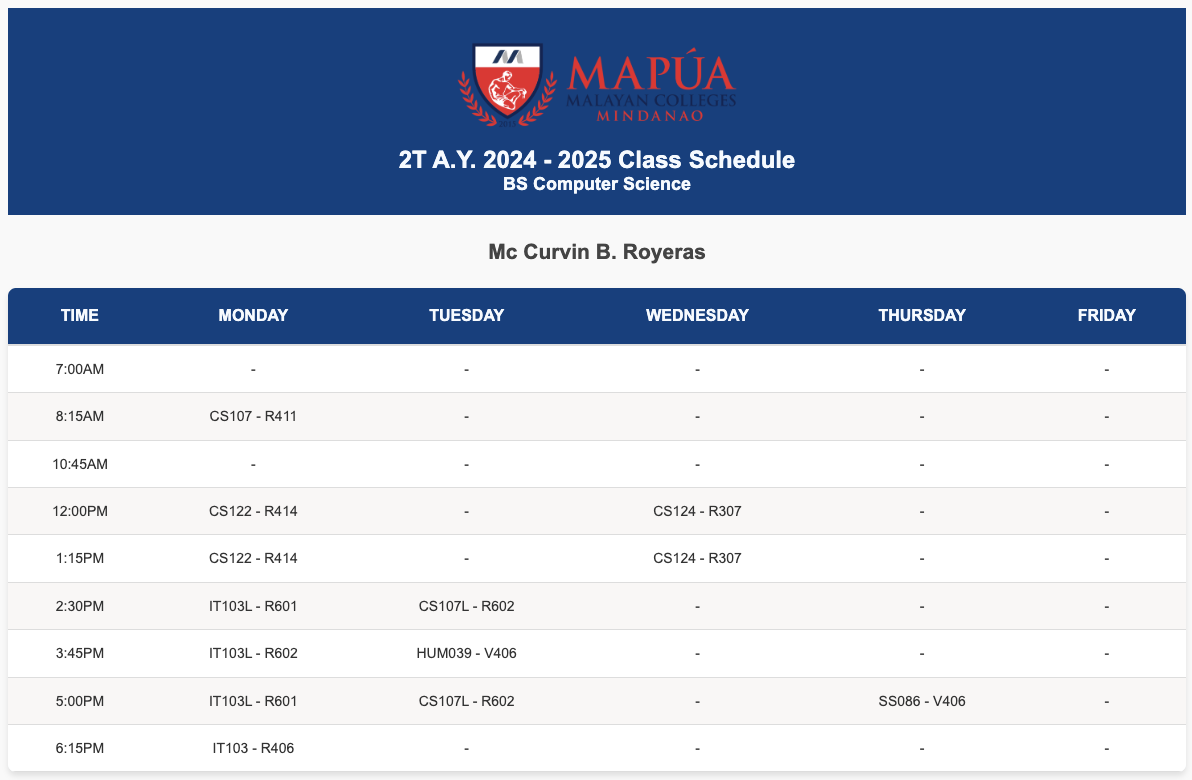 MAPÚA
MALAYAN COLLEGES
MINDANAO
2T A.Y. 2024 - 2025 Class Schedule
BS Computer Science
Mc Curvin B. Royeras
TIME MONDAY TUESDAY WEDNESDAY THURSDAY FRIDAY
7:00AM - - - - -
8:15AM CS107 - R411 - - - -
10:45AM - - - - -
12:00PM CS122 - R414 - CS124 - R307 - -
1:15PM CS122 - R414 - CS124 - R307 - -
2:30PM IT103L - R601 CS107L - R602 - - -
3:45PM IT103L - R602 HUM039 - V406 - - -
5:00PM IT103L - R601 CS107L - R602 - SS086 - V406 -
6:15PM IT103 - R406 - - - -